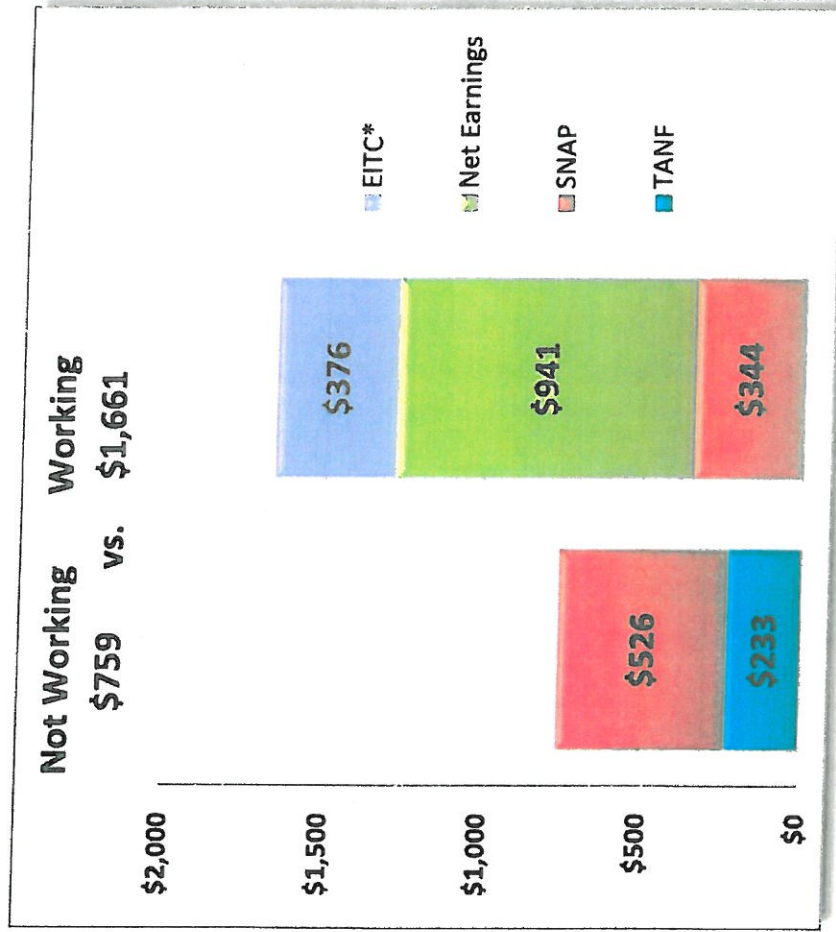 Not Working Working
$759 vs. $1,661
$2,000
$1,500
$1,000
$500
$0
$526
$233
$376
$941
$344
EITC*
Net Earnings
SNAP
TANF